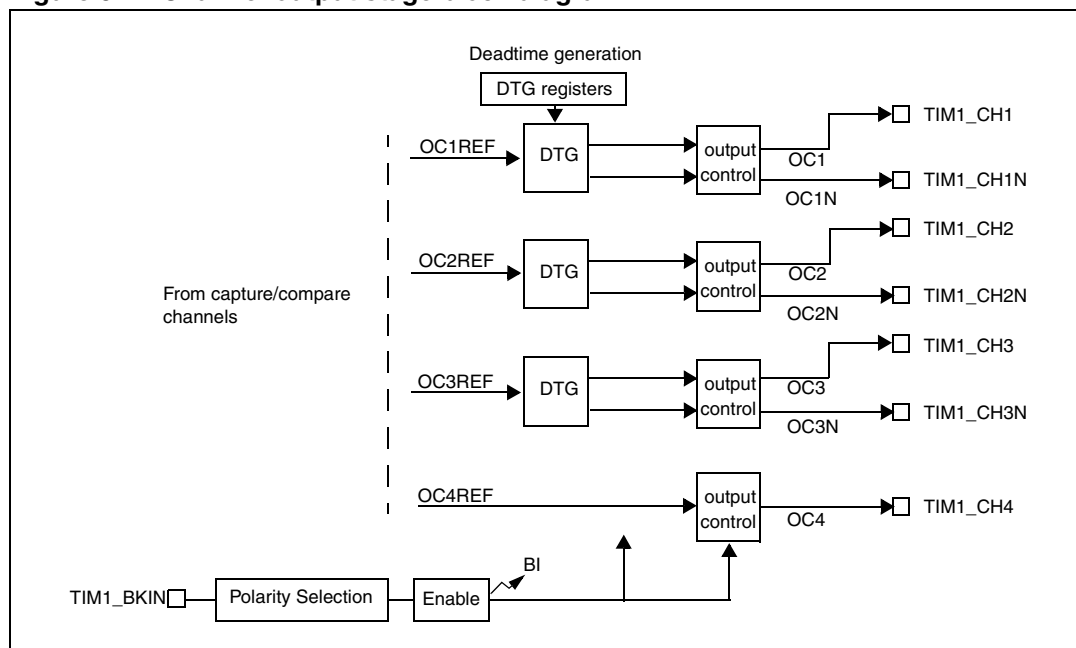 Deadtime generation
DTG registers
OC1REF
DTG
output
control
OC1
OC1N
TIM1_CH1
TIM1_CH1N
OC2REF
DTG
output
control
OC2
OC2N
TIM1_CH2
TIM1_CH2N
From capture/compare
channels
OC3REF
DTG
output
control
OC3
OC3N
TIM1_CH3
TIM1_CH3N
OC4REF
output
control
OC4
TIM1_CH4
BI
TIM1_BKIN
Polarity Selection
Enable